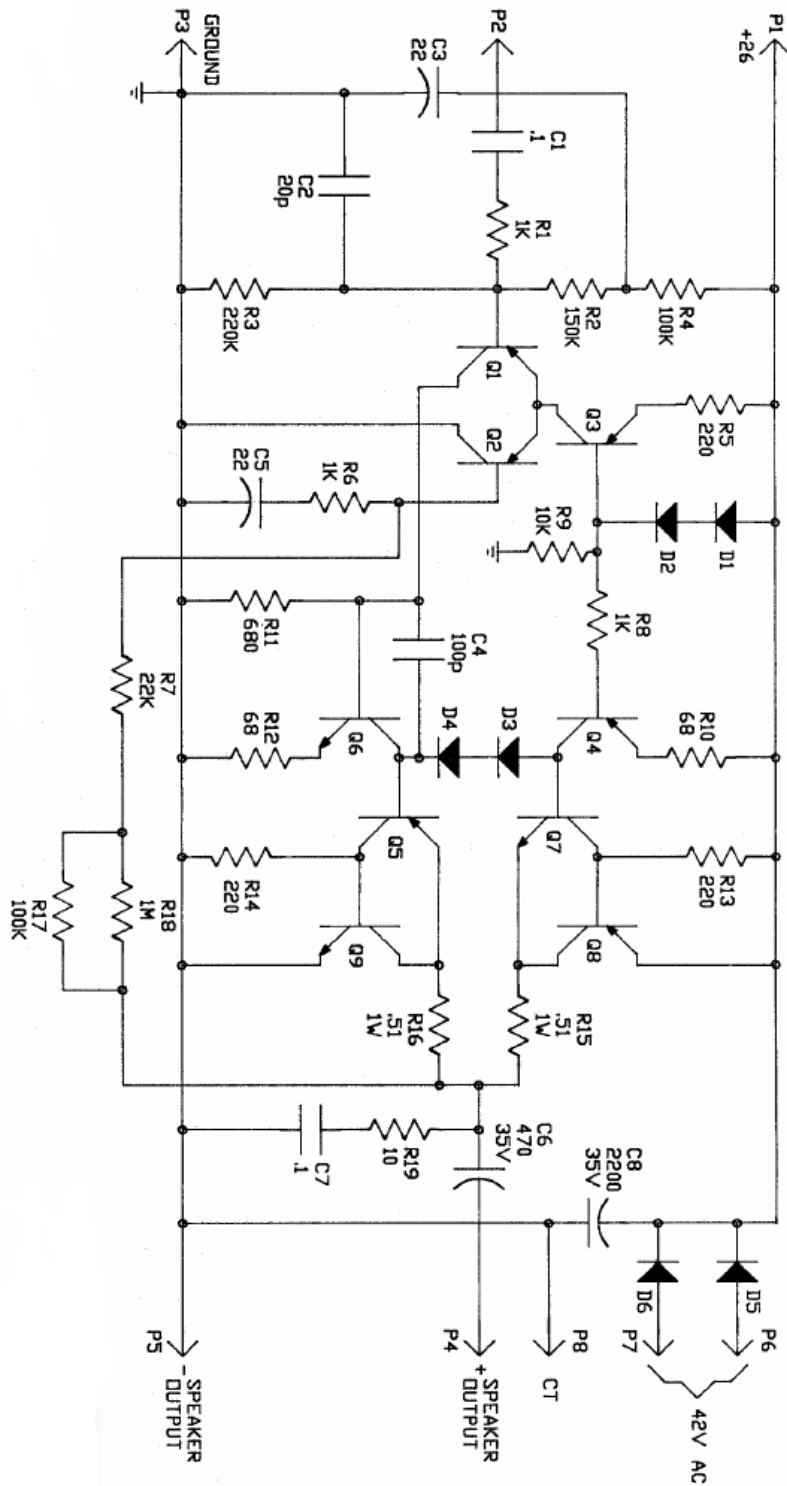 P1
+26
P2
P3
GROUND
C3
22
C1
.1
C2
20p
R1
1K
R2
150K
R4
100K
R3
220K
Q1
Q2
Q3
R5
220
C5
22
R6
1K
R9
10K
D2
D1
R8
1K
R11
680
C4
100p
R7
22K
R12
68
Q6
D4
D3
Q4
R10
68
Q5
Q7
R14
220
R13
220
R18
1M
R17
100K
Q9
Q8
R16
.51
1W
R15
.51
1W
C7
.1
R19
10
C6
470
35V
C8
2200
35V
D6
D5
P5
- SPEAKER
OUTPUT
P4
+ SPEAKER
OUTPUT
P8
CT
P7
P6
42V AC